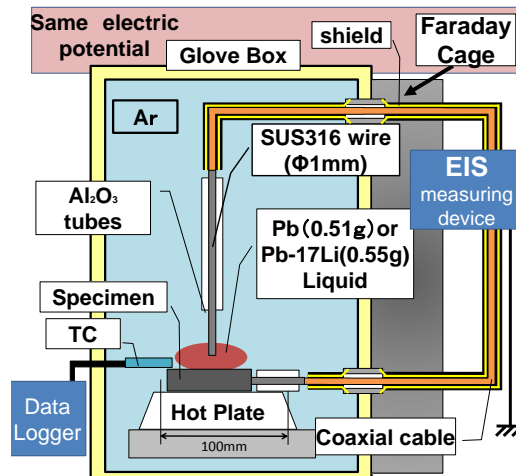 Same electric
potential
Glove Box
shield
Faraday
Cage
Ar
SUS316 wire
(Φ1mm)
EIS
measuring
device
Al₂O₃
tubes
Pb(0.51g)or
Pb-17Li(0.55g)
Liquid
Specimen
TC
Data
Logger
Hot Plate
100mm
Coaxial cable